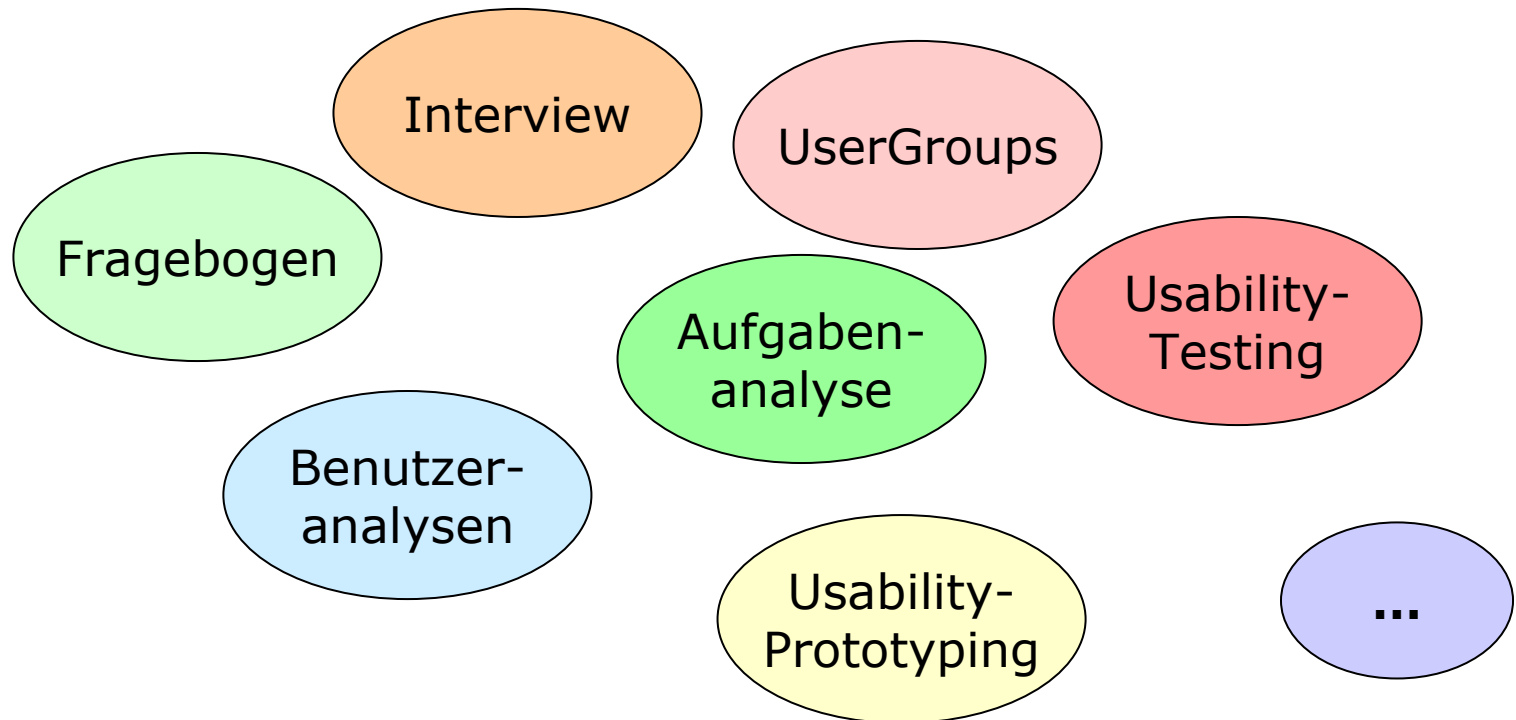 Interview
UserGroups
Fragebogen
Usability-
Testing
Aufgaben-
analyse
Benutzer-
analysen
Usability-
Prototyping
...